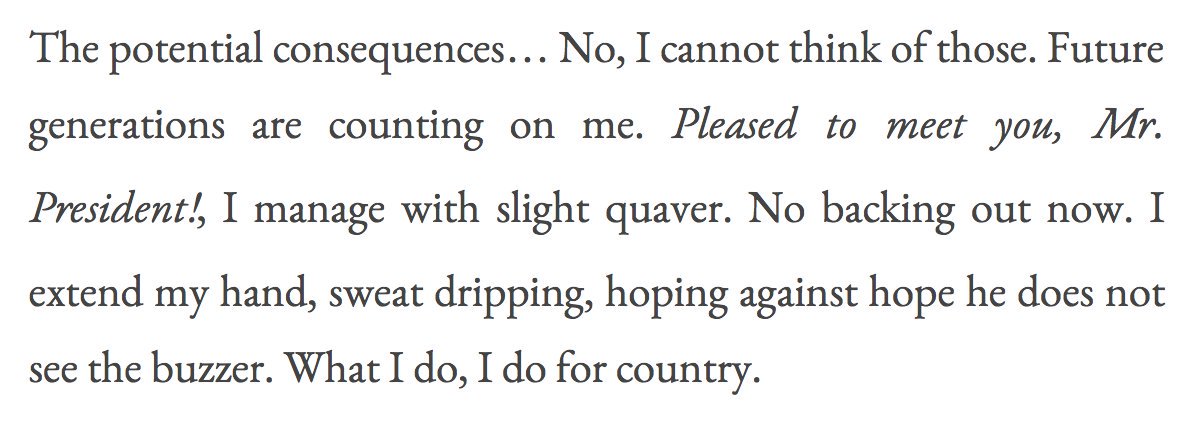 The potential consequences… No, I cannot think of those. Future
generations are counting on me. Pleased to meet you, Mr.
President!, I manage with slight quaver. No backing out now. I
extend my hand, sweat dripping, hoping against hope he does not
see the buzzer. What I do, I do for country.